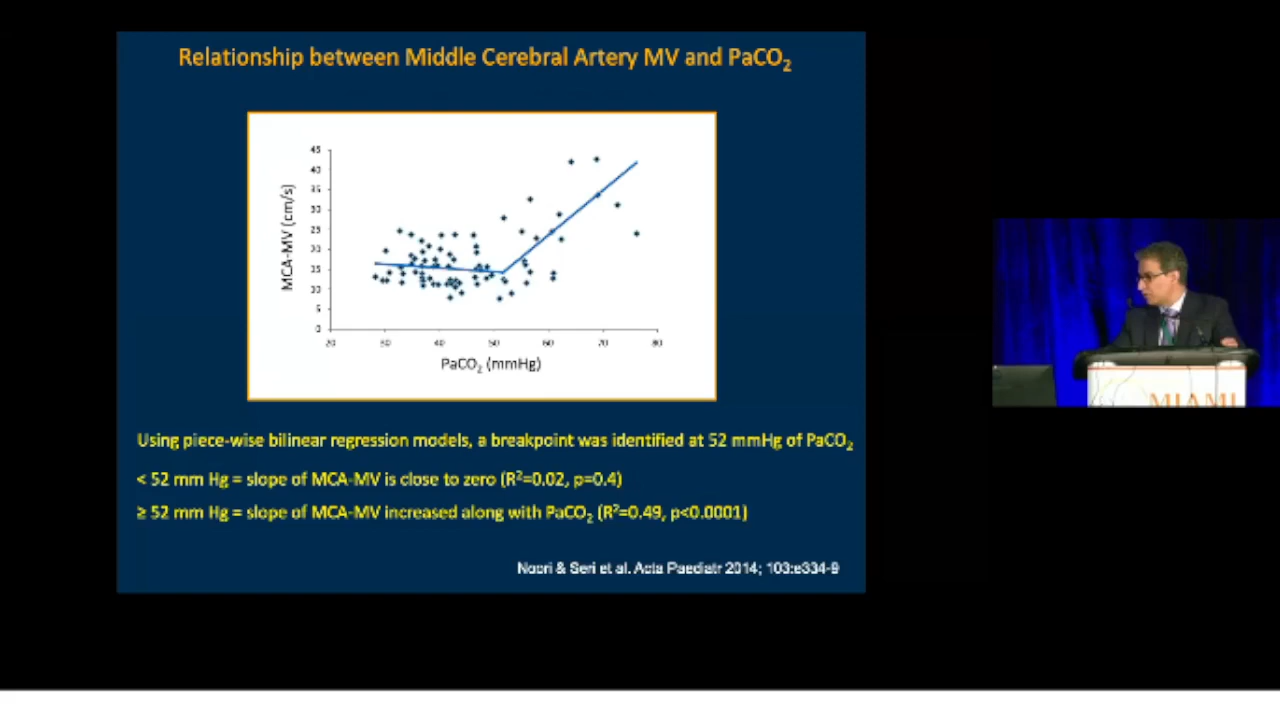 Relationship between Middle Cerebral Artery MV and PaCO2
MCA-MV (cm/s)
45
40
35
30
25
20
15
10
5
0
20 30 40 50 60 70 80
PaCO2 (mmHg)
Using piece-wise bilinear regression models, a breakpoint was identified at 52 mmHg of PaCO2
< 52 mm Hg = slope of MCA-MV is close to zero (R2=0.02, p=0.4)
≥ 52 mm Hg = slope of MCA-MV increased along with PaCO2 (R2=0.49, p<0.0001)
Noori & Seri et al. Acta Paediatr 2014; 103:e334-9
MIAMI